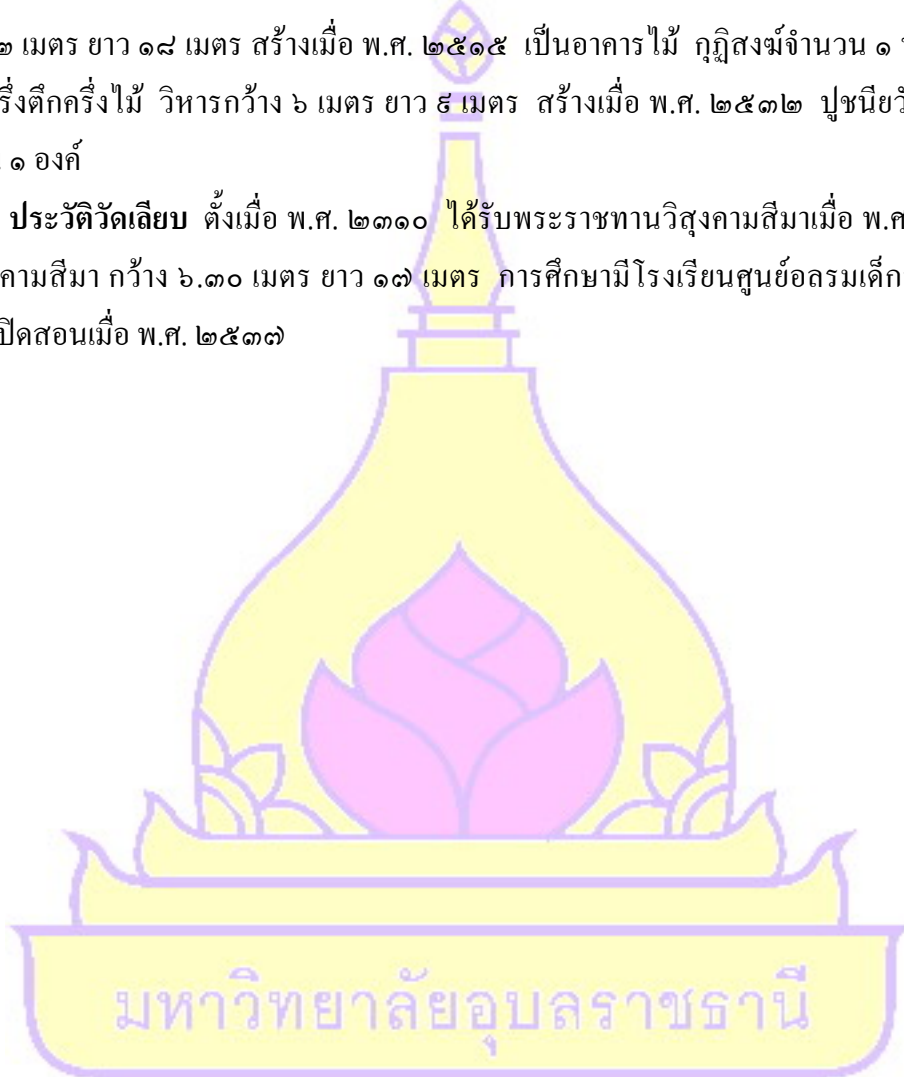 ๒ เมตร ยาว ๑๘ เมตร สร้างเมื่อ พ.ศ. ๒๕๑๕ เป็นอาคารไม้ กุฏิสงฆ์จำนวน ๑
รึ่งตึกครึ่งไม้ วิหารกว้าง ๖ เมตร ยาว ๙ เมตร สร้างเมื่อ พ.ศ. ๒๕๓๒ ปูชนียวั
๑ องค์
ประวัติวัดเลียบ ตั้งเมื่อ พ.ศ. ๒๓๑๐ ได้รับพระราชทานวิสุงคามสีมาเมื่อ พ.ศ
คามสีมา กว้าง ๖.๓๐ เมตร ยาว ๑๗ เมตร การศึกษามีโรงเรียนศูนย์อลรมเด็ก
ปิดสอนเมื่อ พ.ศ. ๒๕๓๗
มหาวิทยาลัยอุบลราชธานี